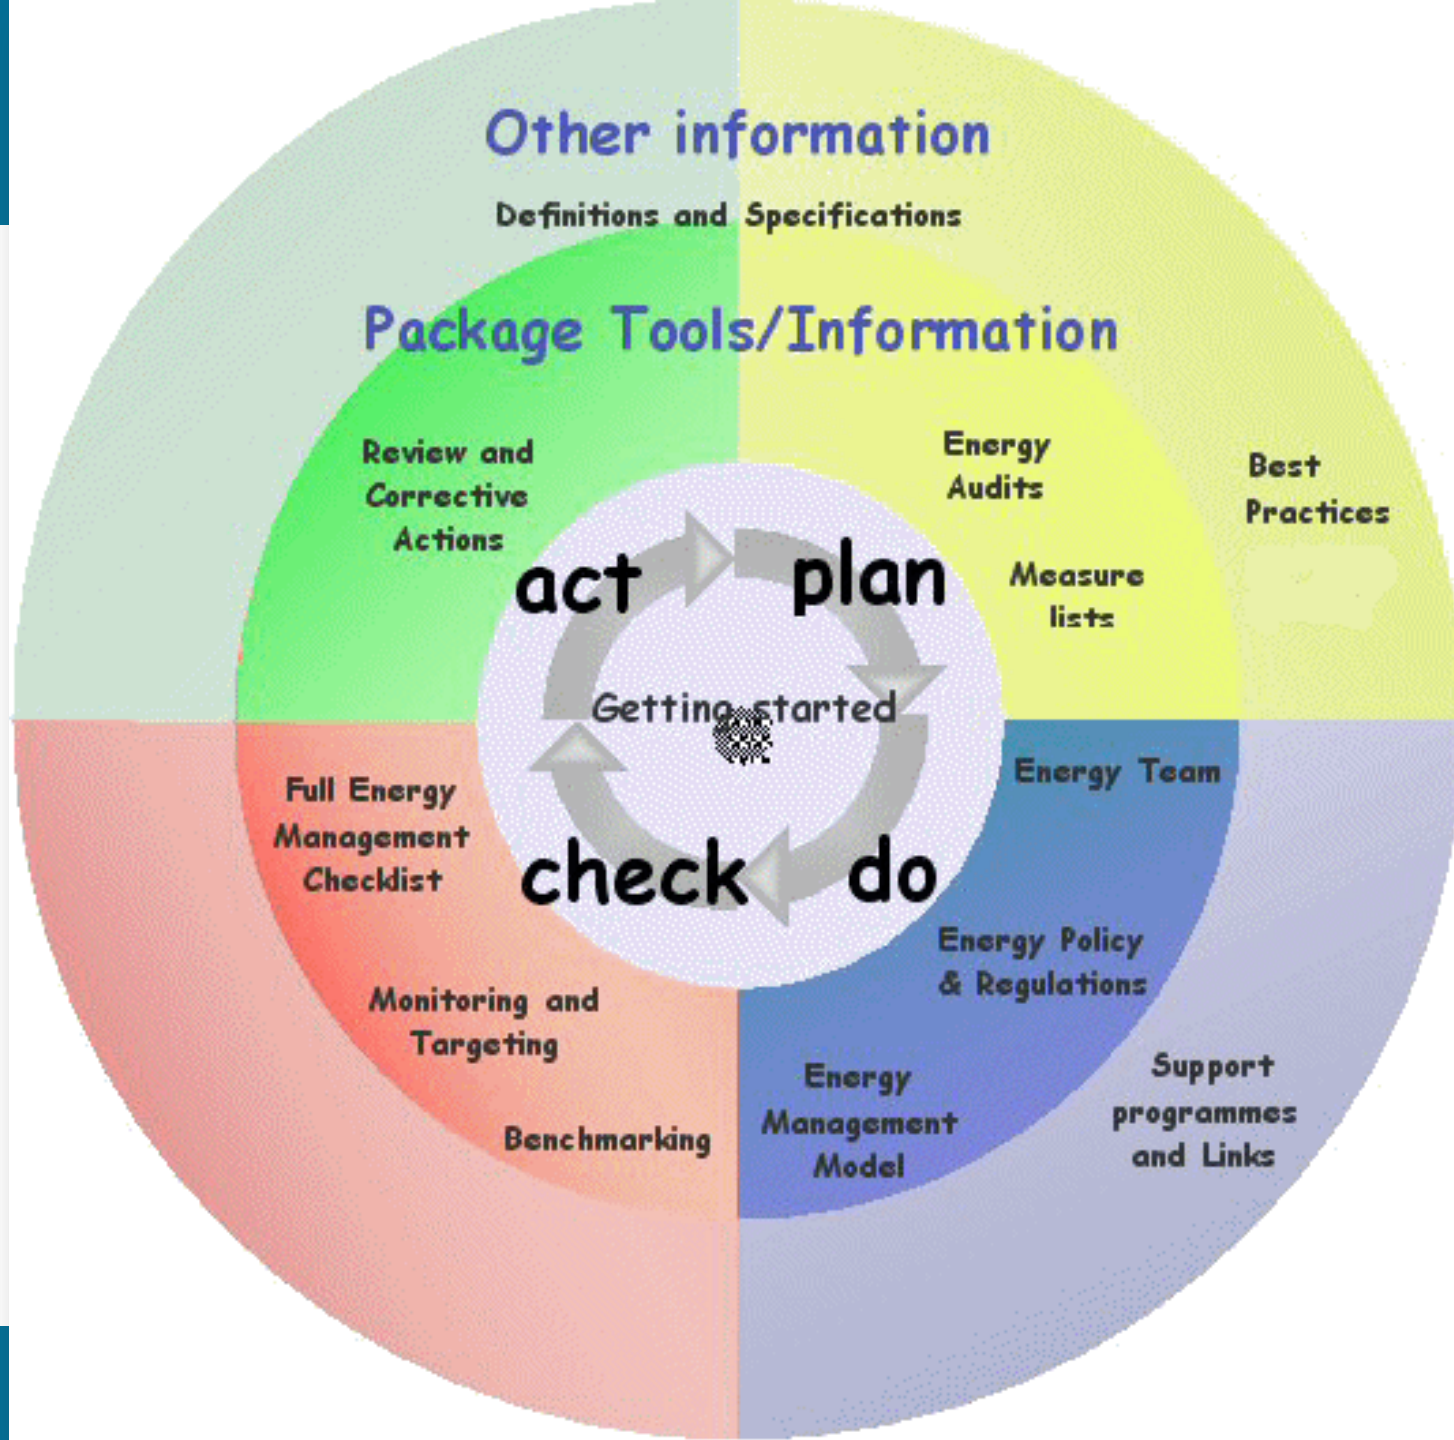 Other information
Definitions and Specifications
Package Tools/Information
Review and
Corrective
Actions
Energy
Audits
Measure
lists
Best
Practices
act
plan
Getting started
check
do
Full Energy
Management
Checklist
Monitoring and
Targeting
Benchmarking
Energy Team
Energy Policy
& Regulations
Energy
Management
Model
Support
programmes
and Links